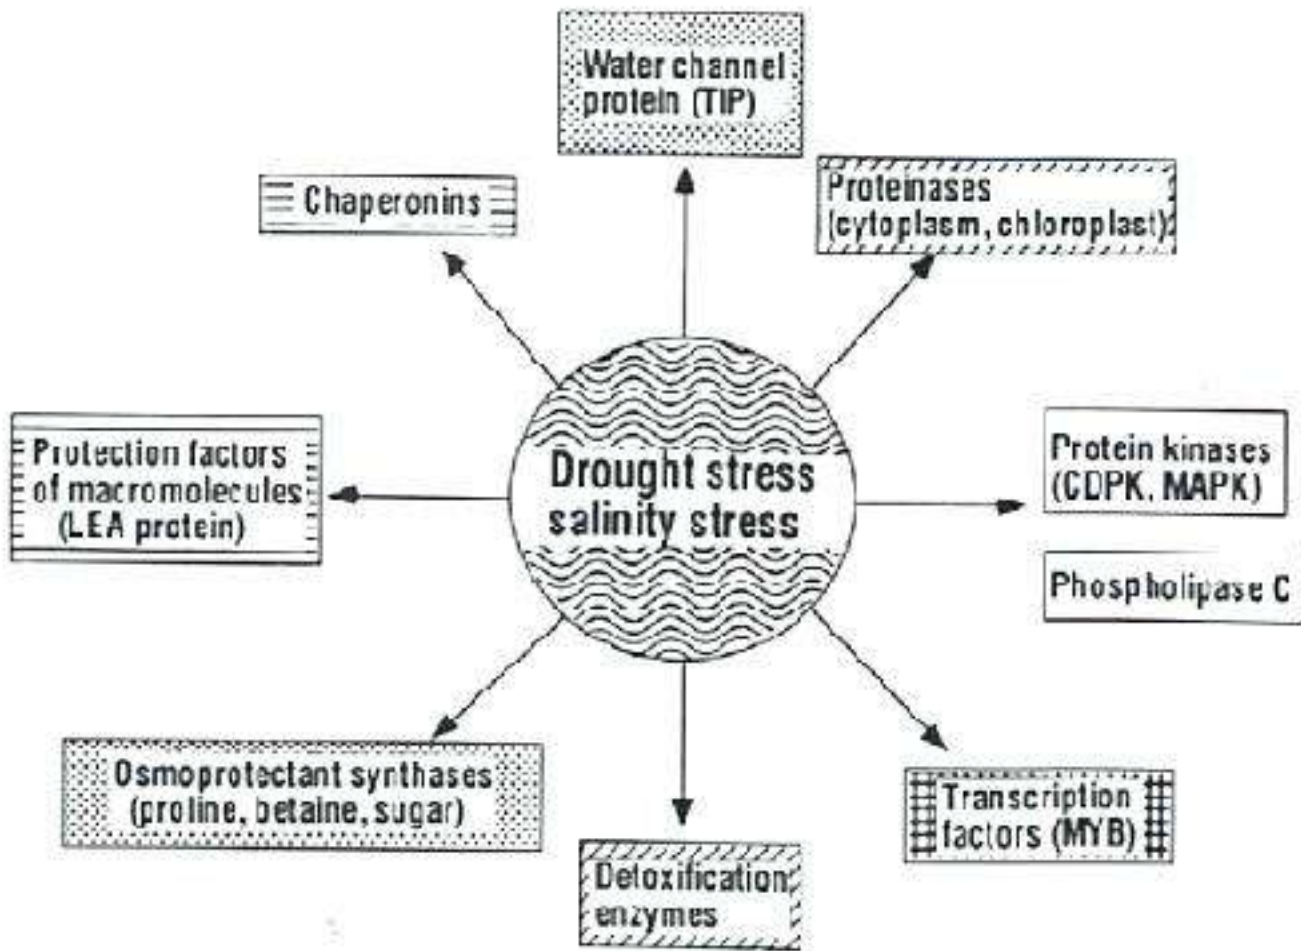 Water channel
protein (TIP)
Chaperonins
Proteinases
(cytoplasm, chloroplast)
Protection factors
of macromolecules
(LEA protein)
Drought stress
salinity stress
Protein kinases
(CDPK, MAPK)
Phospholipase C
Osmoprotectant synthases
(proline, betaine, sugar)
Detoxification
enzymes
Transcription
factors (MYB)